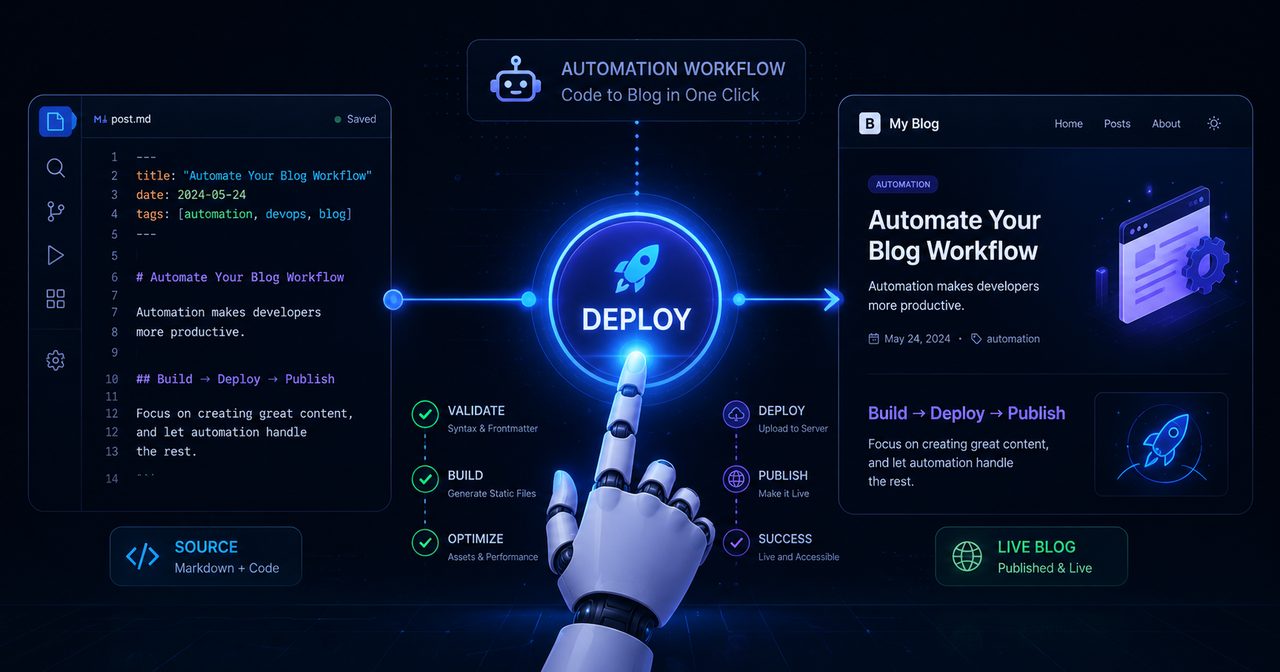 AUTOMATION WORKFLOW
Code to Blog in One Click
M↓ post.md
Saved
1 ---
2 title: "Automate Your Blog Workflow"
3 date: 2024-05-24
4 tags: [automation, devops, blog]
5 ---
5
6 # Automate Your Blog Workflow
7
7 Automation makes developers
8 more productive.
9
10 ## Build → Deploy → Publish
11
12 Focus on creating great content,
12 and let automation handle
13 the rest.
14 ```
SOURCE
Markdown + Code
DEPLOY
VALIDATE
Syntax & Frontmatter
BUILD
Generate Static Files
OPTIMIZE
Assets & Performance
DEPLOY
Upload to Server
PUBLISH
Make it Live
SUCCESS
Live and Accessible
B My Blog
Home Posts About
AUTOMATION
Automate Your
Blog Workflow
Automation makes developers
more productive.
May 24, 2024 • automation
Build → Deploy → Publish
Focus on creating great content,
and let automation handle
the rest.
LIVE BLOG
Published & Live